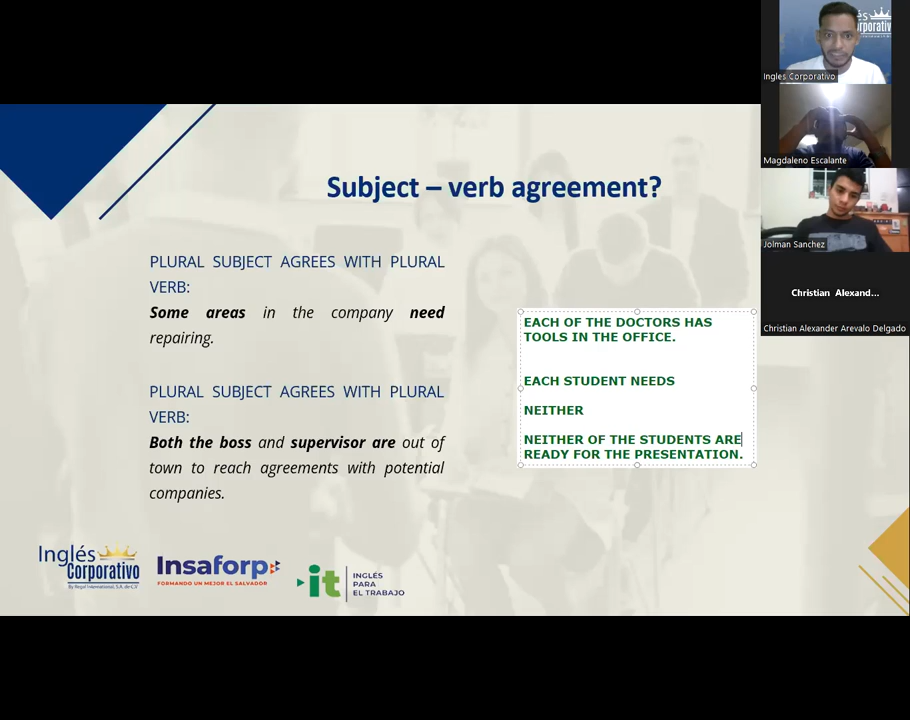 Inglés Corporativo
Magdaleno Escalante
Jolman Sanchez
Christian Alexand...
Christian Alexander Arevalo Delgado
Subject – verb agreement?
PLURAL SUBJECT AGREES WITH PLURAL
VERB:
Some areas in the company need
repairing.
PLURAL SUBJECT AGREES WITH PLURAL
VERB:
Both the boss and supervisor are out of
town to reach agreements with potential
companies.
EACH OF THE DOCTORS HAS
TOOLS IN THE OFFICE.
EACH STUDENT NEEDS
NEITHER
NEITHER OF THE STUDENTS ARE
READY FOR THE PRESENTATION.
Inglés
Corporativo
By Regal International, S.A. de C.V
Insaforp
FORMANDO UN MEJOR EL SALVADOR
it
INGLÉS
PARA
EL TRABAJO